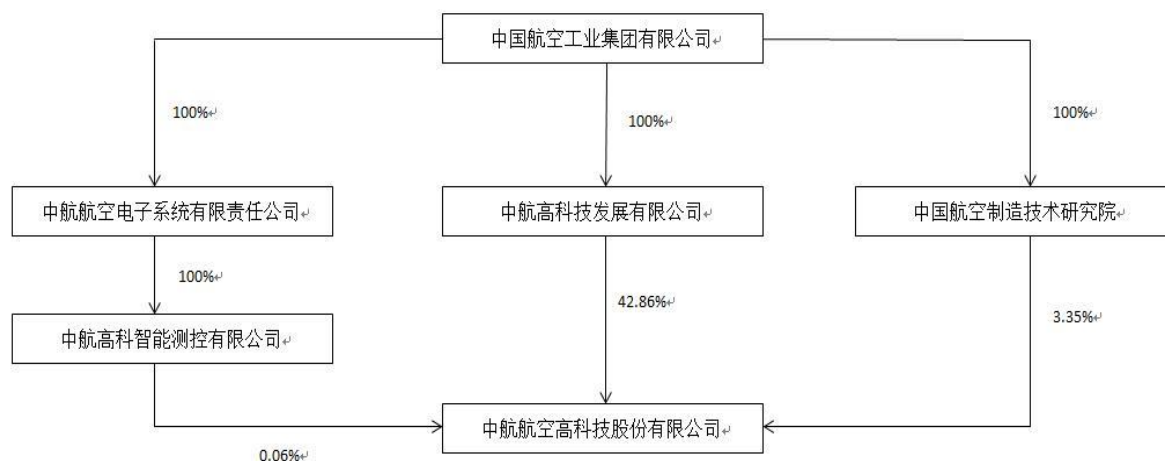 中国航空工业集团有限公司↵
100%↵
100%↵
100%↵
中航航空电子系统有限责任公司↵
中航高科技发展有限公司↵
中国航空制造技术研究院↵
100%↵
42.86%↵
3.35%↵
中航高科智能测控有限公司↵
中航航空高科技股份有限公司↵
0.06%↵